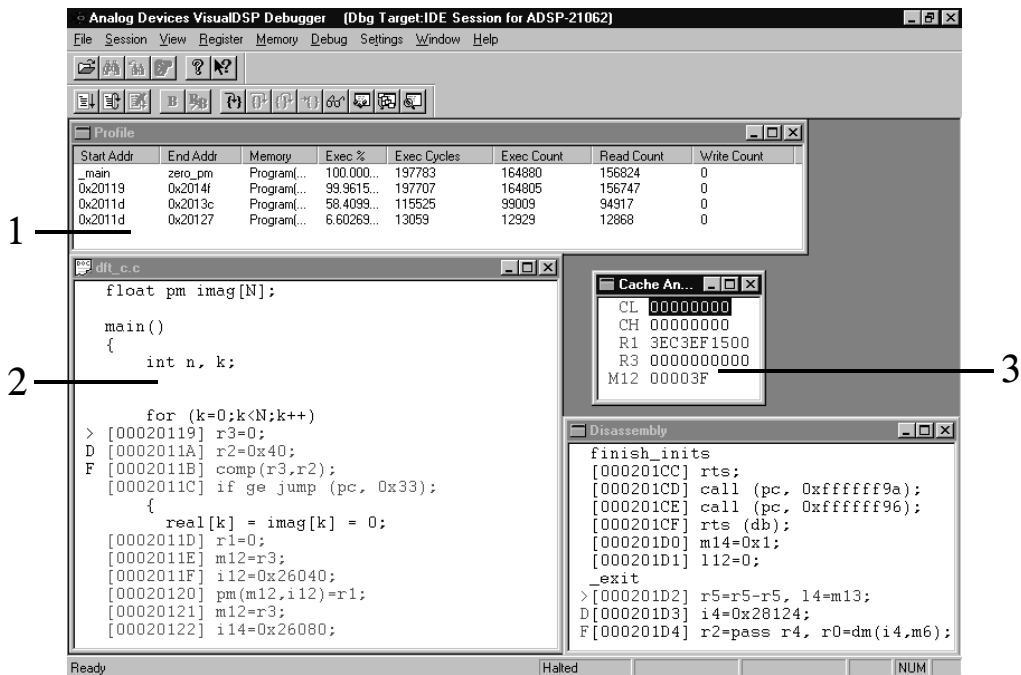 Analog Devices VisualDSP Debugger (Dbg Target:IDE Session for ADSP-21062)
File Session View Register Memory Debug Settings Window Help
B
Profile
Start Addr End Addr Memory Exec % Exec Cycles Exec Count Read Count Write Count
_main zero_pm Program(... 100.000... 197783 164880 156824 0
0x20119 0x2014f Program(... 99.9615... 197707 164805 156747 0
0x2011d 0x2013c Program(... 58.4099... 115525 99009 94917 0
0x2011d 0x20127 Program(... 6.60269... 13059 12929 12868 0
1
dft_c.c
float pm imag[N];
main()
{
int n, k;
for (k=0;k<N;k++)
> [00020119] r3=0;
D [0002011A] r2=0x40;
F [0002011B] comp(r3,r2);
[0002011C] if ge jump (pc, 0x33);
{
real[k] = imag[k] = 0;
[0002011D] r1=0;
[0002011E] m12=r3;
[0002011F] i12=0x26040;
[00020120] pm(m12,i12)=r1;
[00020121] m12=r3;
[00020122] i14=0x26080;
2
Cache An...
CL 00000000
CH 00000000
R1 3EC3EF1500
R3 0000000000
M12 00003F
3
Disassembly
finish_inits
[000201CC] rts;
[000201CD] call (pc, 0xffffff9a);
[000201CE] call (pc, 0xffffff96);
[000201CF] rts (db);
[000201D0] m14=0x1;
[000201D1] l12=0;
_exit
>[000201D2] r5=r5-r5, l4=m13;
D[000201D3] i4=0x28124;
F[000201D4] r2=pass r4, r0=dm(i4,m6);
Ready Halted NUM